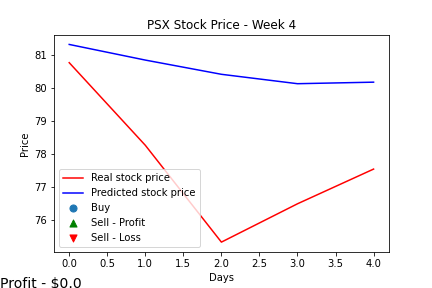 PSX Stock Price - Week 4
Price
81
80
79
78
77
76
Real stock price
Predicted stock price
Buy
Sell - Profit
Sell - Loss
0.0 0.5 1.0 1.5 2.0 2.5 3.0 3.5 4.0
Days
Profit - $0.0